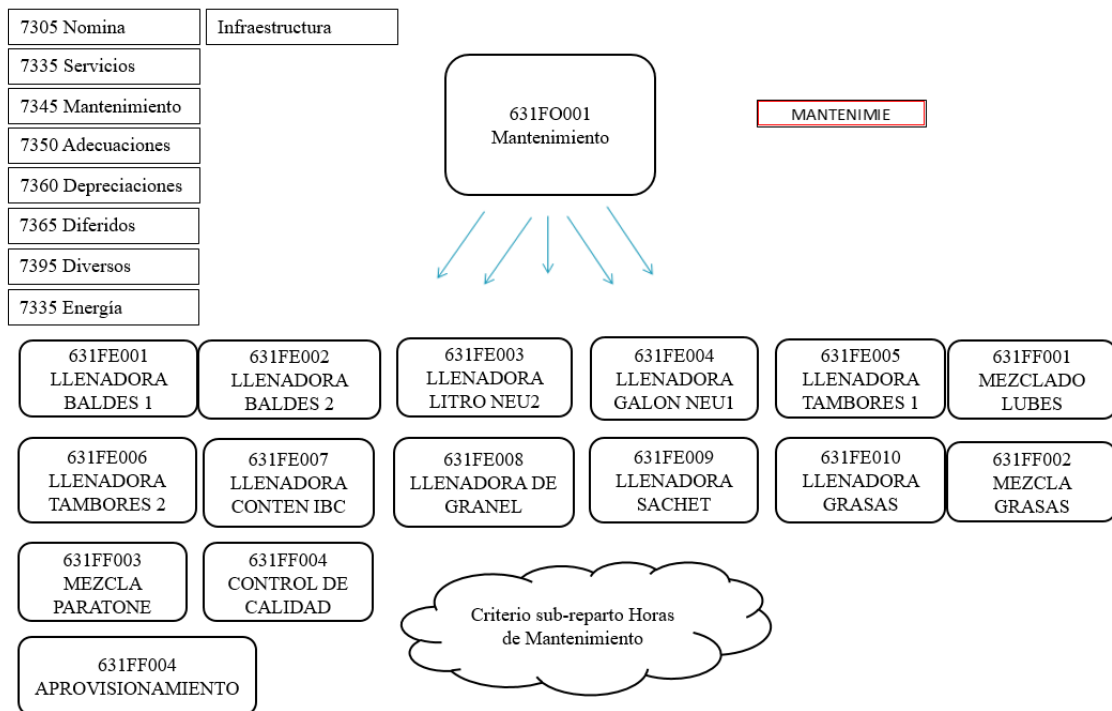 7305 Nomina
Infraestructura
7335 Servicios
7345 Mantenimiento
7350 Adecuaciones
7360 Depreciaciones
7365 Diferidos
7395 Diversos
7335 Energía
631FO001
Mantenimiento
MANTENIMIE
631FE001
LLENADORA
BALDES 1
631FE002
LLENADORA
BALDES 2
631FE003
LLENADORA
LITRO NEU2
631FE004
LLENADORA
GALON NEU1
631FE005
LLENADORA
TAMBORES 1
631FF001
MEZCLADO
LUBES
631FE006
LLENADORA
TAMBORES 2
631FE007
LLENADORA
CONTEN IBC
631FE008
LLENADORA DE
GRANEL
631FE009
LLENADORA
SACHET
631FE010
LLENADORA
GRASAS
631FF002
MEZCLA
GRASAS
631FF003
MEZCLA
PARATONE
631FF004
CONTROL DE
CALIDAD
Criterio sub-reparto Horas
de Mantenimiento
631FF004
APROVISIONAMIENTO